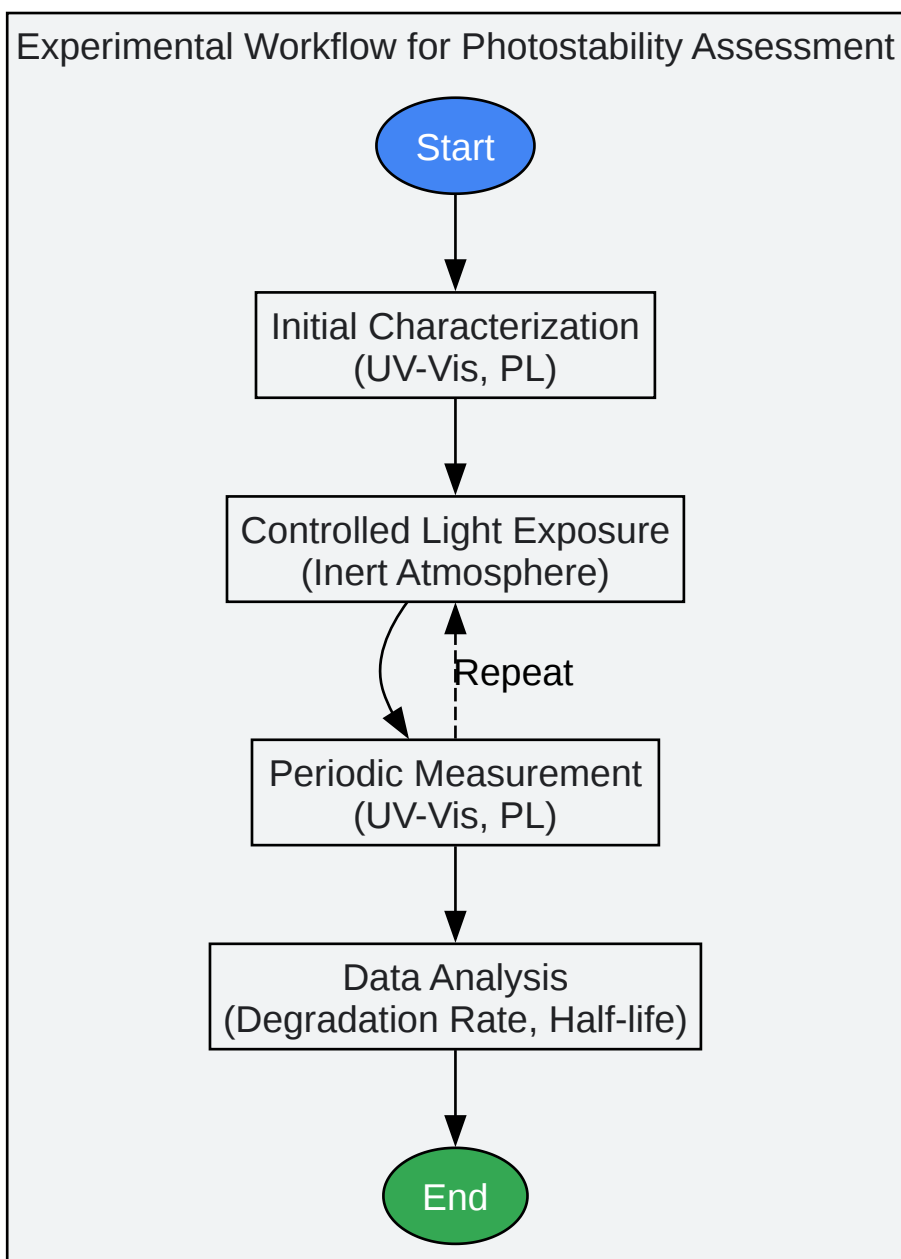 Experimental Workflow for Photostability Assessment
Start
Initial Characterization
(UV-Vis, PL)
Controlled Light Exposure
(Inert Atmosphere)
Repeat
Periodic Measurement
(UV-Vis, PL)
Data Analysis
(Degradation Rate, Half-life)
End